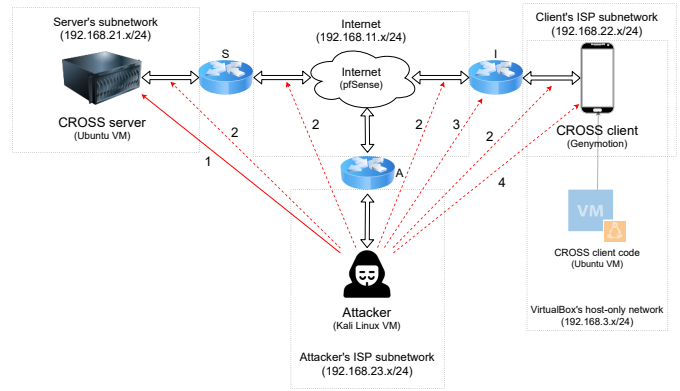 Server's subnetwork
(192.168.21.x/24)
Internet
(192.168.11.x/24)
Client's ISP subnetwork
(192.168.22.x/24)
S
I
Internet
(pfSense)
CROSS server
(Ubuntu VM)
CROSS client
(Genymotion)
2
2
2
3
2
1
4
A
VM
CROSS client code
(Ubuntu VM)
Attacker
(Kali Linux VM)
VirtualBox's host-only network
(192.168.3.x/24)
Attacker's ISP subnetwork
(192.168.23.x/24)